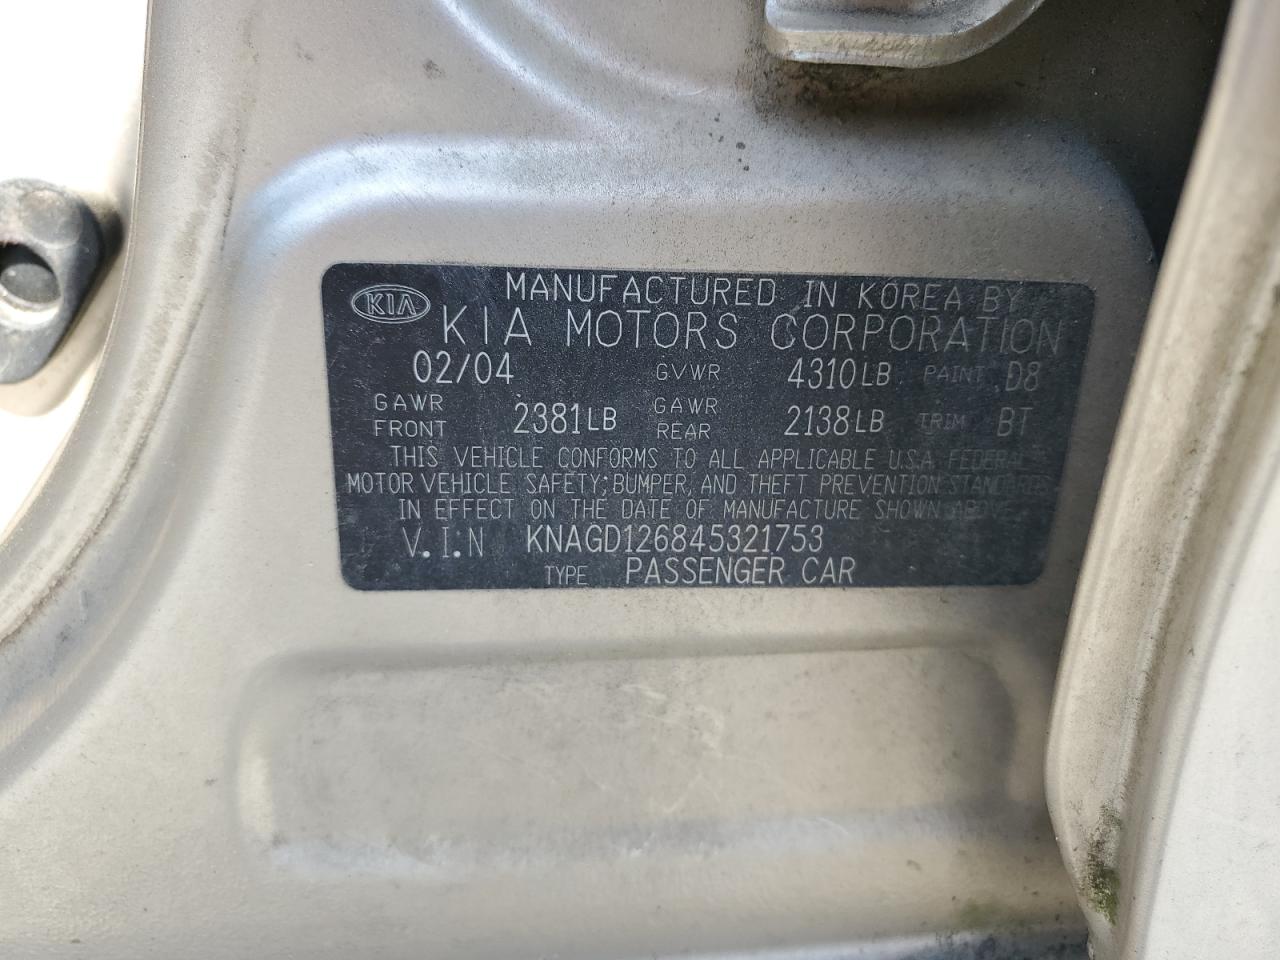 MANUFACTURED IN KOREA BY
KIA KIA MOTORS CORPORATION
02/04 GVWR 4310LB PAINT D8
GAWR FRONT 2381LB GAWR REAR 2138LB TRIM BT
THIS VEHICLE CONFORMS TO ALL APPLICABLE U.S.A. FEDERAL
MOTOR VEHICLE SAFETY, BUMPER, AND THEFT PREVENTION STANDARDS
IN EFFECT ON THE DATE OF MANUFACTURE SHOWN ABOVE.
V.I.N KNAGD126845321753
TYPE PASSENGER CAR